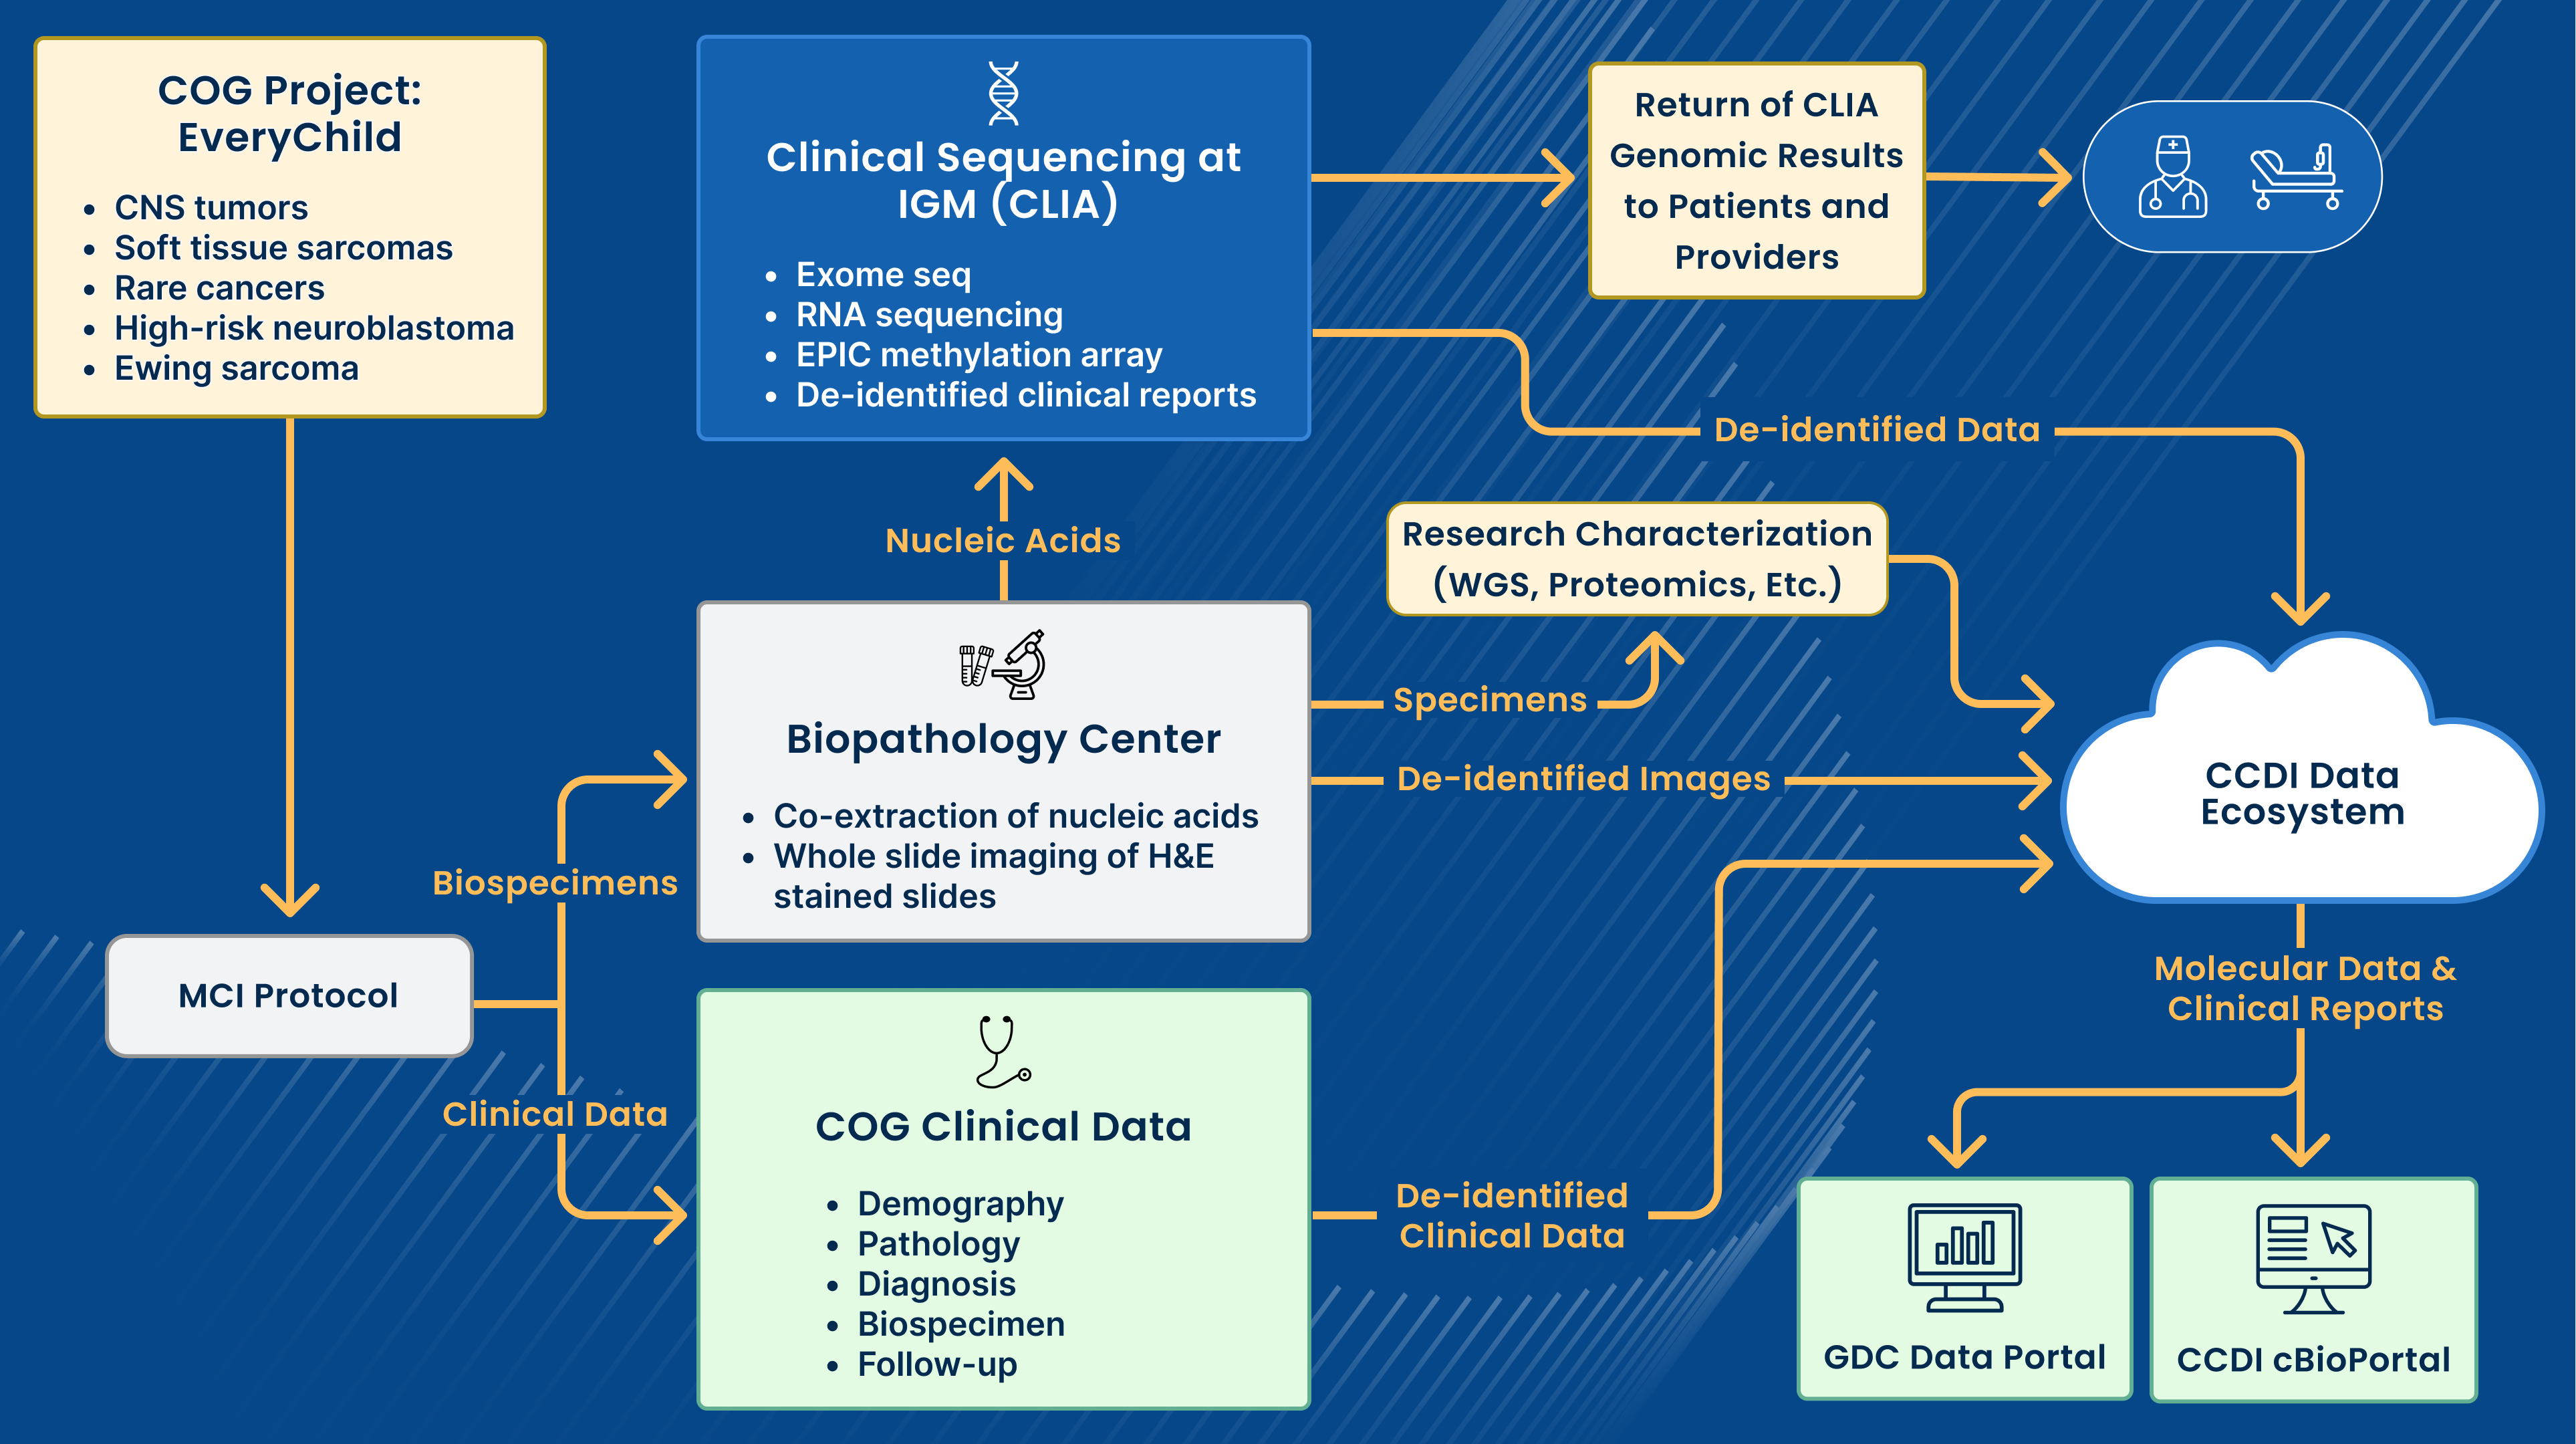 COG Project:
EveryChild
• CNS tumors
• Soft tissue sarcomas
• Rare cancers
• High-risk neuroblastoma
• Ewing sarcoma
MCI Protocol
Biospecimens
Clinical Data
Clinical Sequencing at
IGM (CLIA)
• Exome seq
• RNA sequencing
• EPIC methylation array
• De-identified clinical reports
Nucleic Acids
Biopathology Center
• Co-extraction of nucleic acids
• Whole slide imaging of H&E
stained slides
COG Clinical Data
• Demography
• Pathology
• Diagnosis
• Biospecimen
• Follow-up
Return of CLIA
Genomic Results
to Patients and
Providers
De-identified Data
Research Characterization
(WGS, Proteomics, Etc.)
Specimens
De-identified Images
De-identified
Clinical Data
CCDI Data
Ecosystem
Molecular Data &
Clinical Reports
GDC Data Portal
CCDI cBioPortal